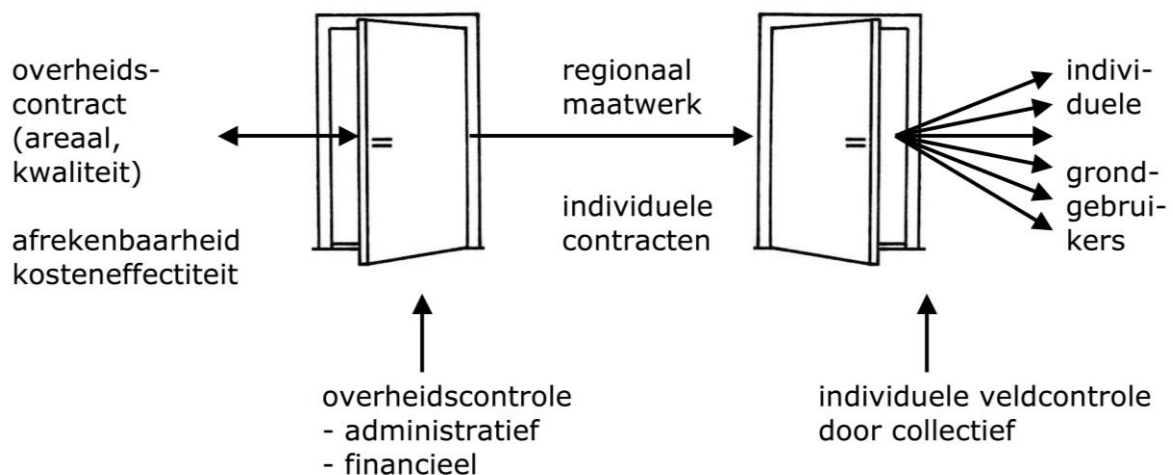 overheids-
contract
(areaal,
kwaliteit)
afrekenbaarheid
kosteneffectiteit
regionaal
maatwerk
individuele
contracten
indivi-
duele
grond-
gebrui-
kers
overheidscontrole
- administratief
- financieel
individuele veldcontrole
door collectief